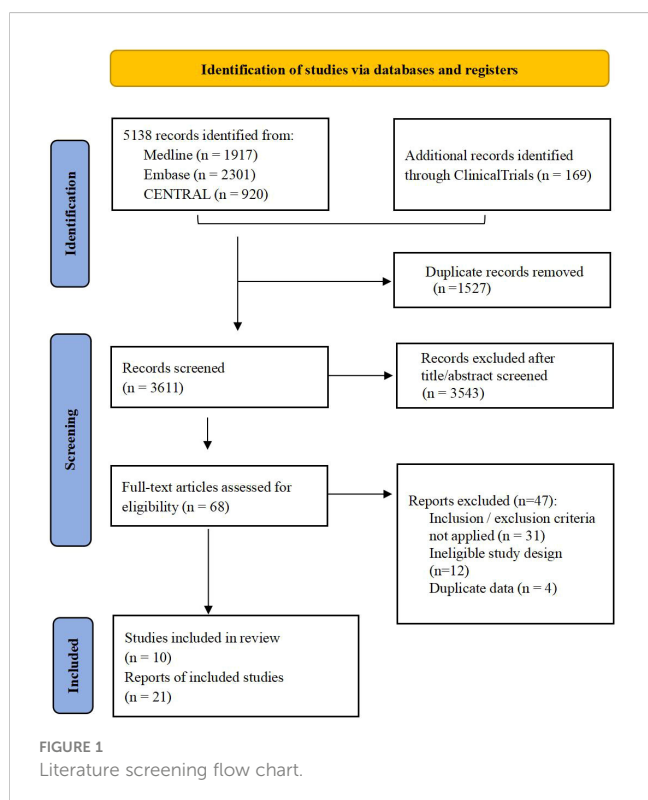 Identification of studies via databases and registers
Identification
5138 records identified from:
Medline (n = 1917)
Embase (n = 2301)
CENTRAL (n = 920)
Additional records identified
through ClinicalTrials (n = 169)
Duplicate records removed
(n =1527)
Screening
Records screened
(n = 3611)
Records excluded after
title/abstract screened
(n = 3543)
Full-text articles assessed for
eligibility (n = 68)
Reports excluded (n=47):
Inclusion / exclusion criteria
not applied (n = 31)
Ineligible study design
(n=12)
Duplicate data (n = 4)
Included
Studies included in review
(n = 10)
Reports of included studies
(n = 21)
FIGURE 1
Literature screening flow chart.